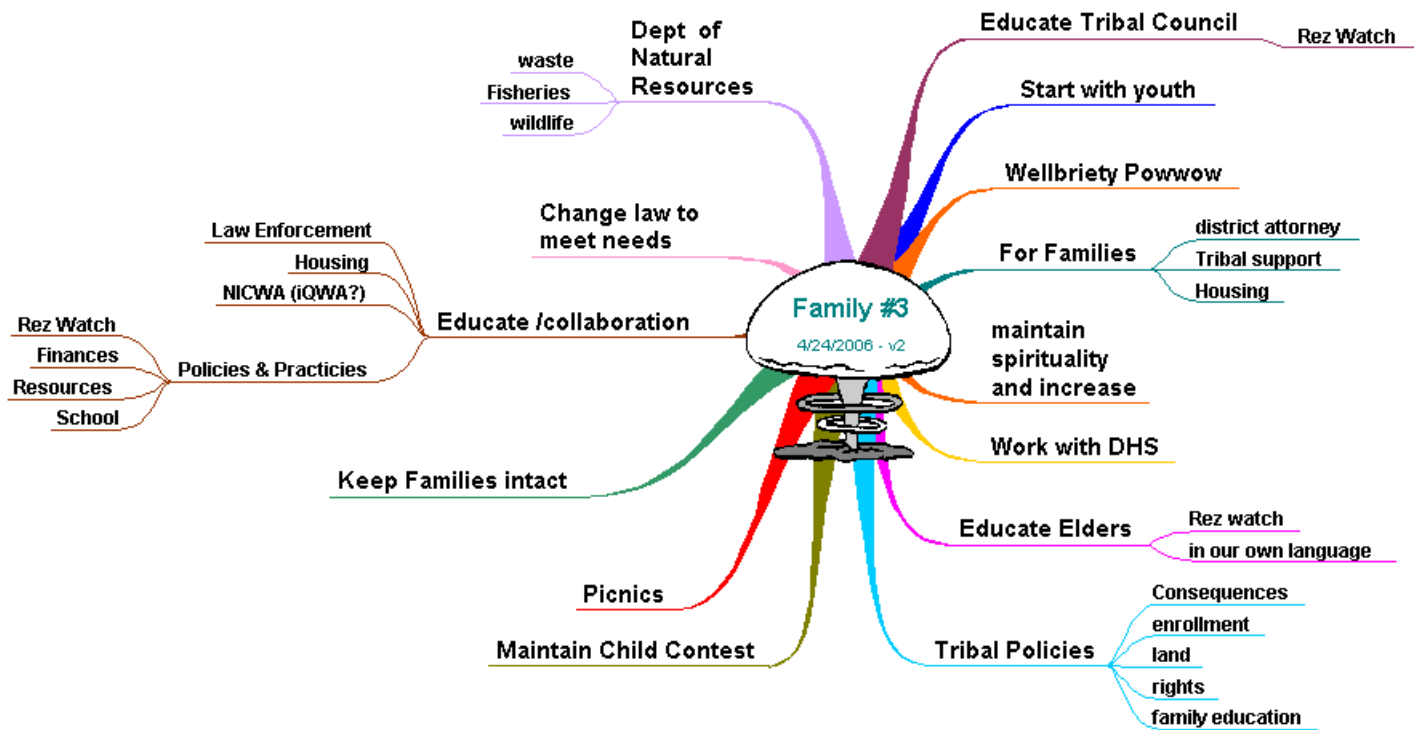 Family #3
4/24/2006 - v2
Educate Tribal Council
Rez Watch
Start with youth
Wellbriety Powwow
For Families
district attorney
Tribal support
Housing
maintain
spirituality
and increase
Work with DHS
Educate Elders
Rez watch
in our own language
Tribal Policies
Consequences
enrollment
land
rights
family education
Maintain Child Contest
Picnics
Keep Families intact
Educate /collaboration
Law Enforcement
Housing
NICWA (iQWA?)
Policies & Practicies
Rez Watch
Finances
Resources
School
Change law to
meet needs
Dept of
Natural
Resources
waste
Fisheries
wildlife